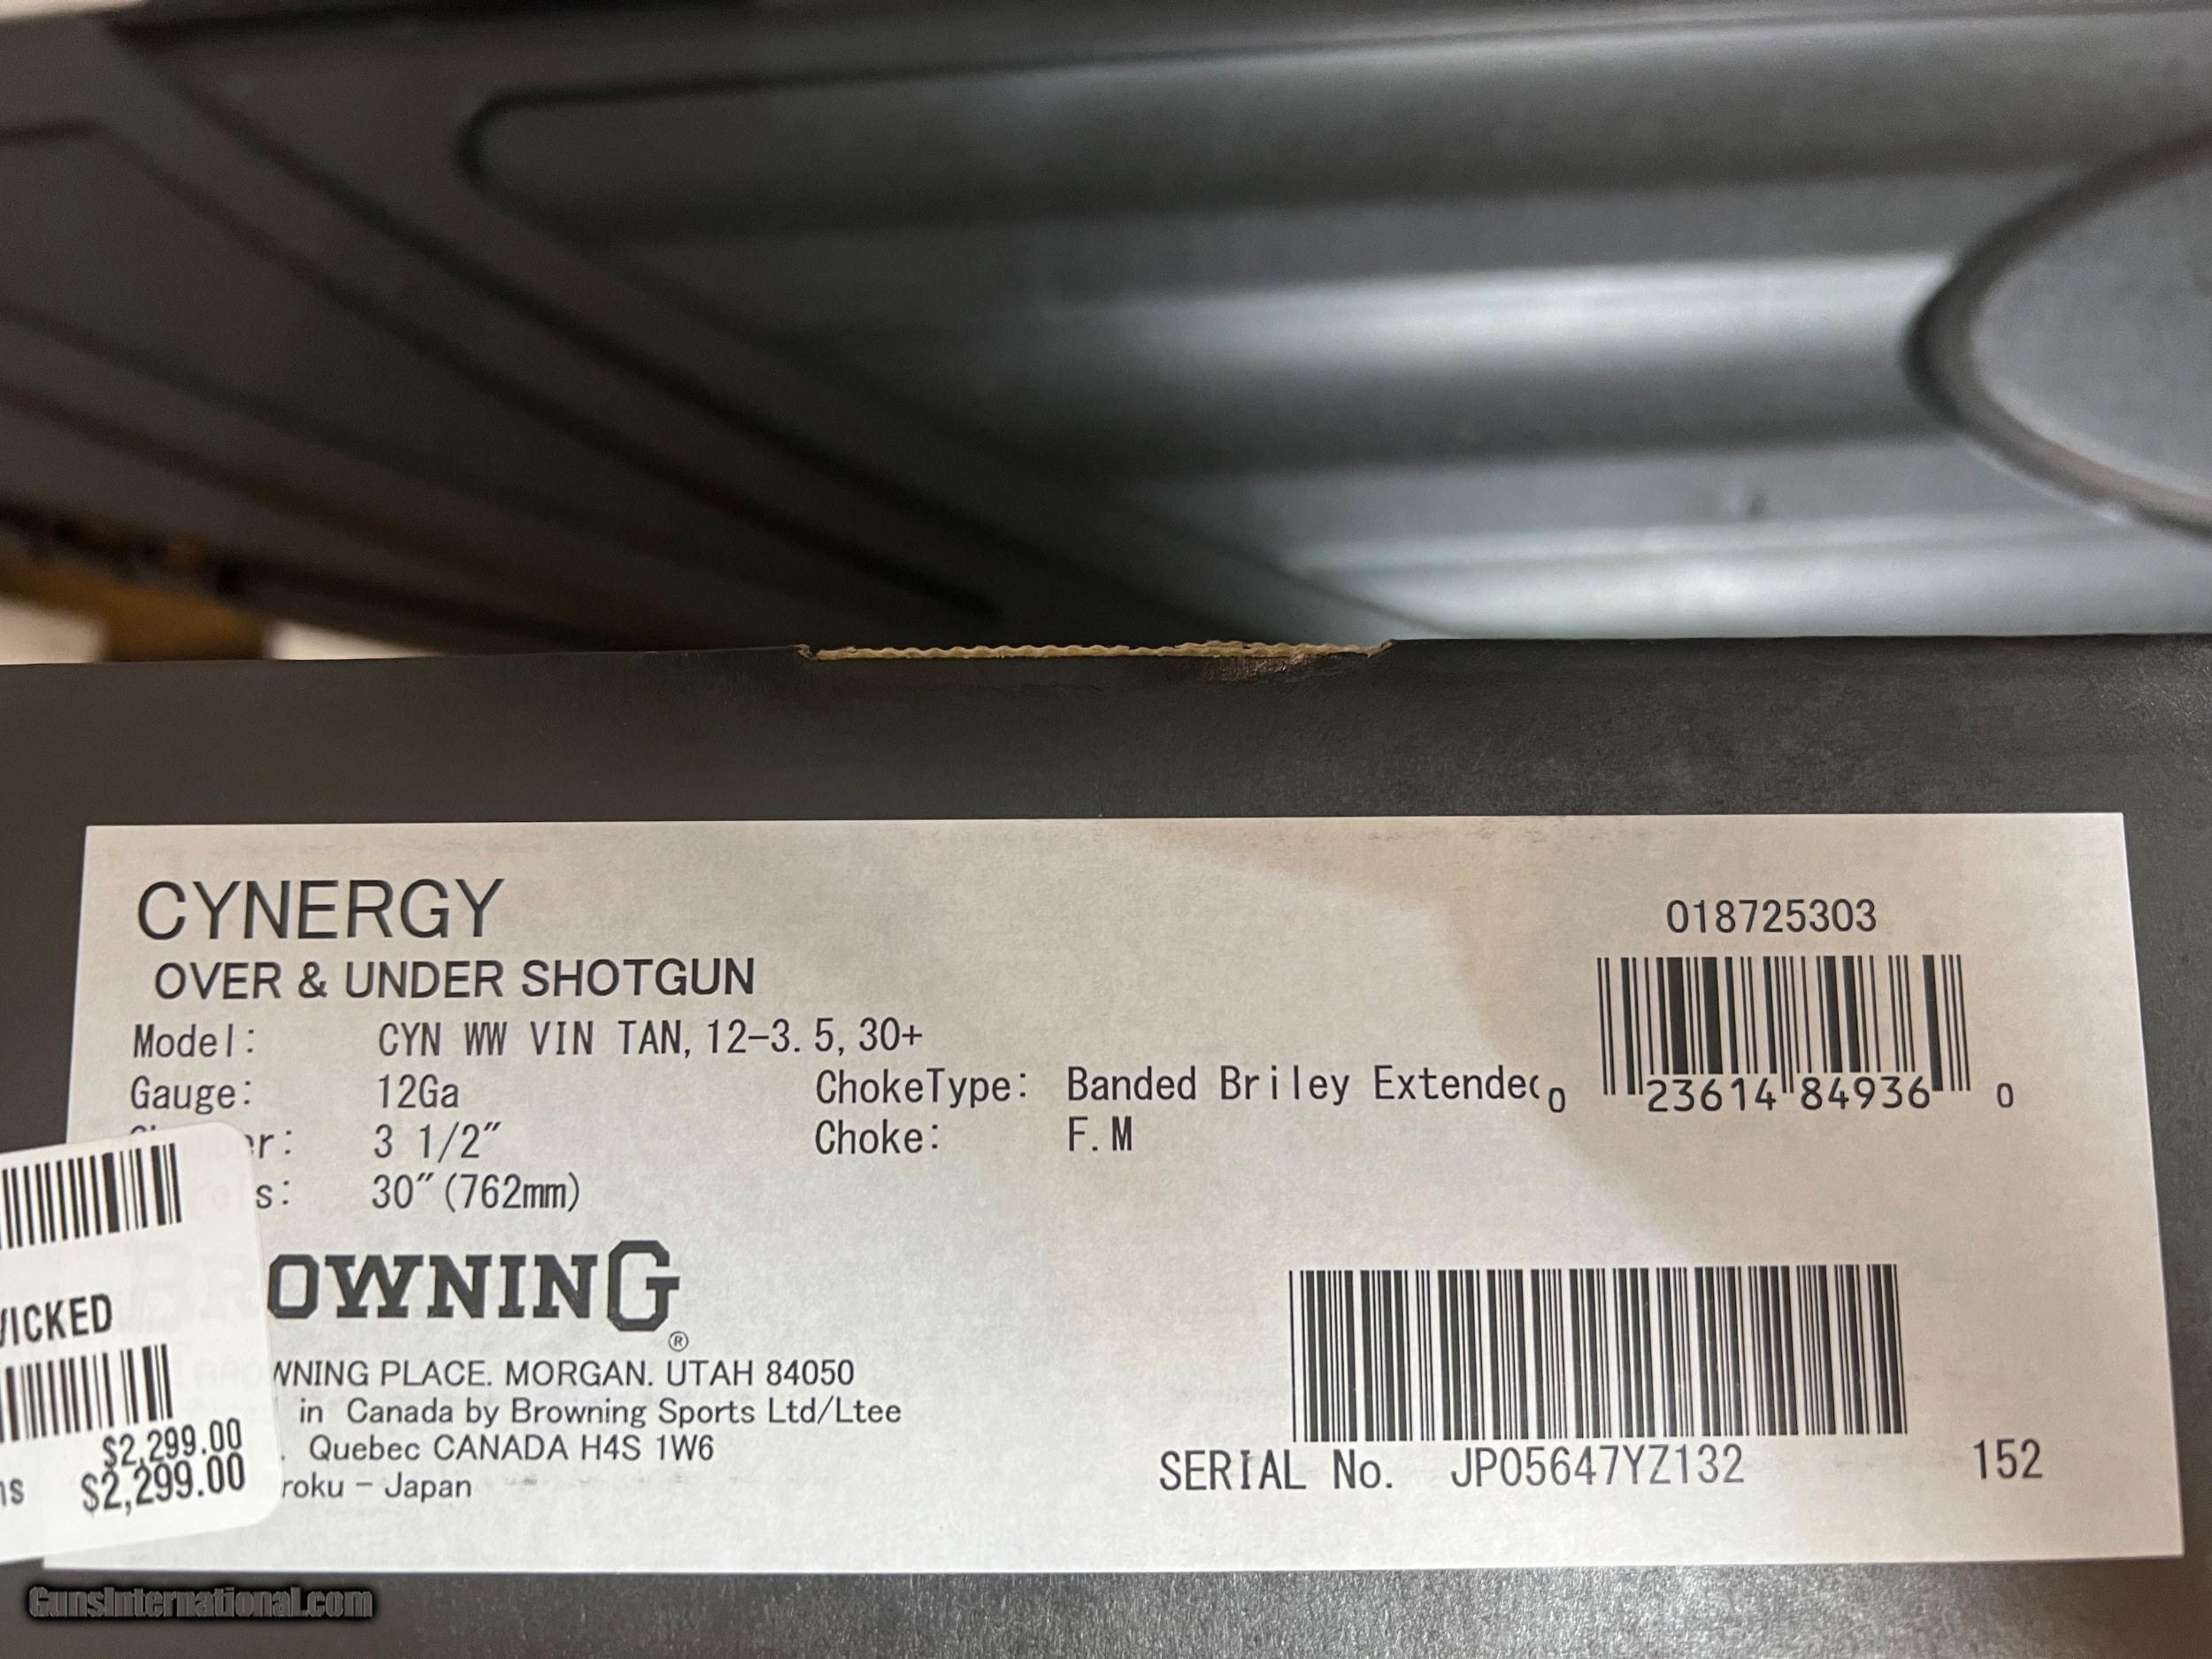 CYNERGY
OVER & UNDER SHOTGUN
Model: CYN WW VIN TAN, 12-3.5, 30+
Gauge: 12Ga
3 1/2"
30"(762mm)
ChokeType: Banded Briley Extended
Choke: F.M
018725303
0 23614 84936 0
OWNING
®
WNING PLACE. MORGAN. UTAH 84050
in Canada by Browning Sports Ltd/Ltee
Quebec CANADA H4S 1W6
roku - Japan
SERIAL No. JP05647YZ132
152
ICKED
$2,299.00
$2,299.00
GunsInternational.com